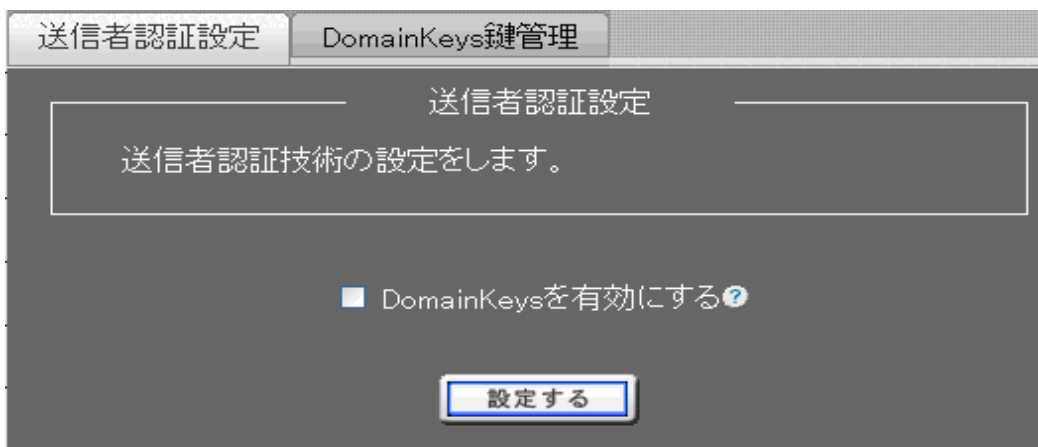 送信者認証設定
DomainKeys鍵管理
送信者認証設定
送信者認証技術の設定をします。
DomainKeysを有効にする?
設定する